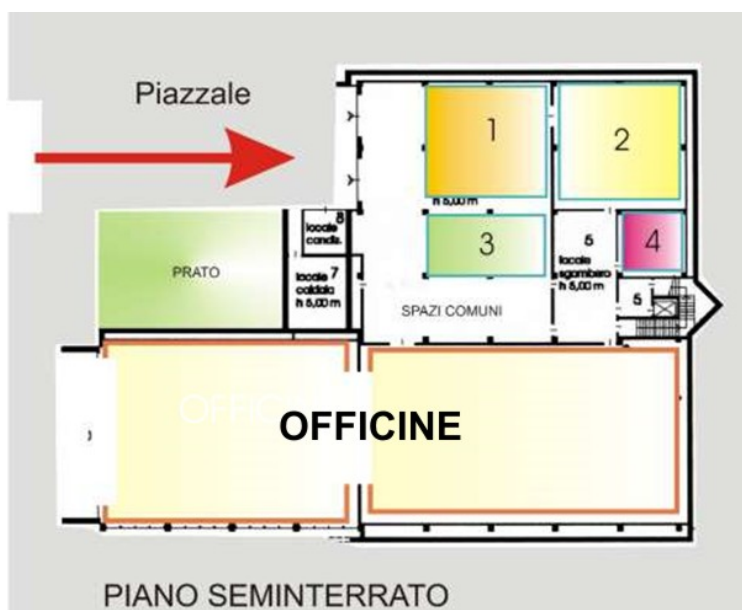 Piazzale
1
2
h 5,00 m
8
locale
condiz.
3
5
locale
sgombero
h 5,00 m
4
PRATO
7
locale
caldaia
h 5,00 m
5
SPAZI COMUNI
OFFICINE
PIANO SEMINTERRATO